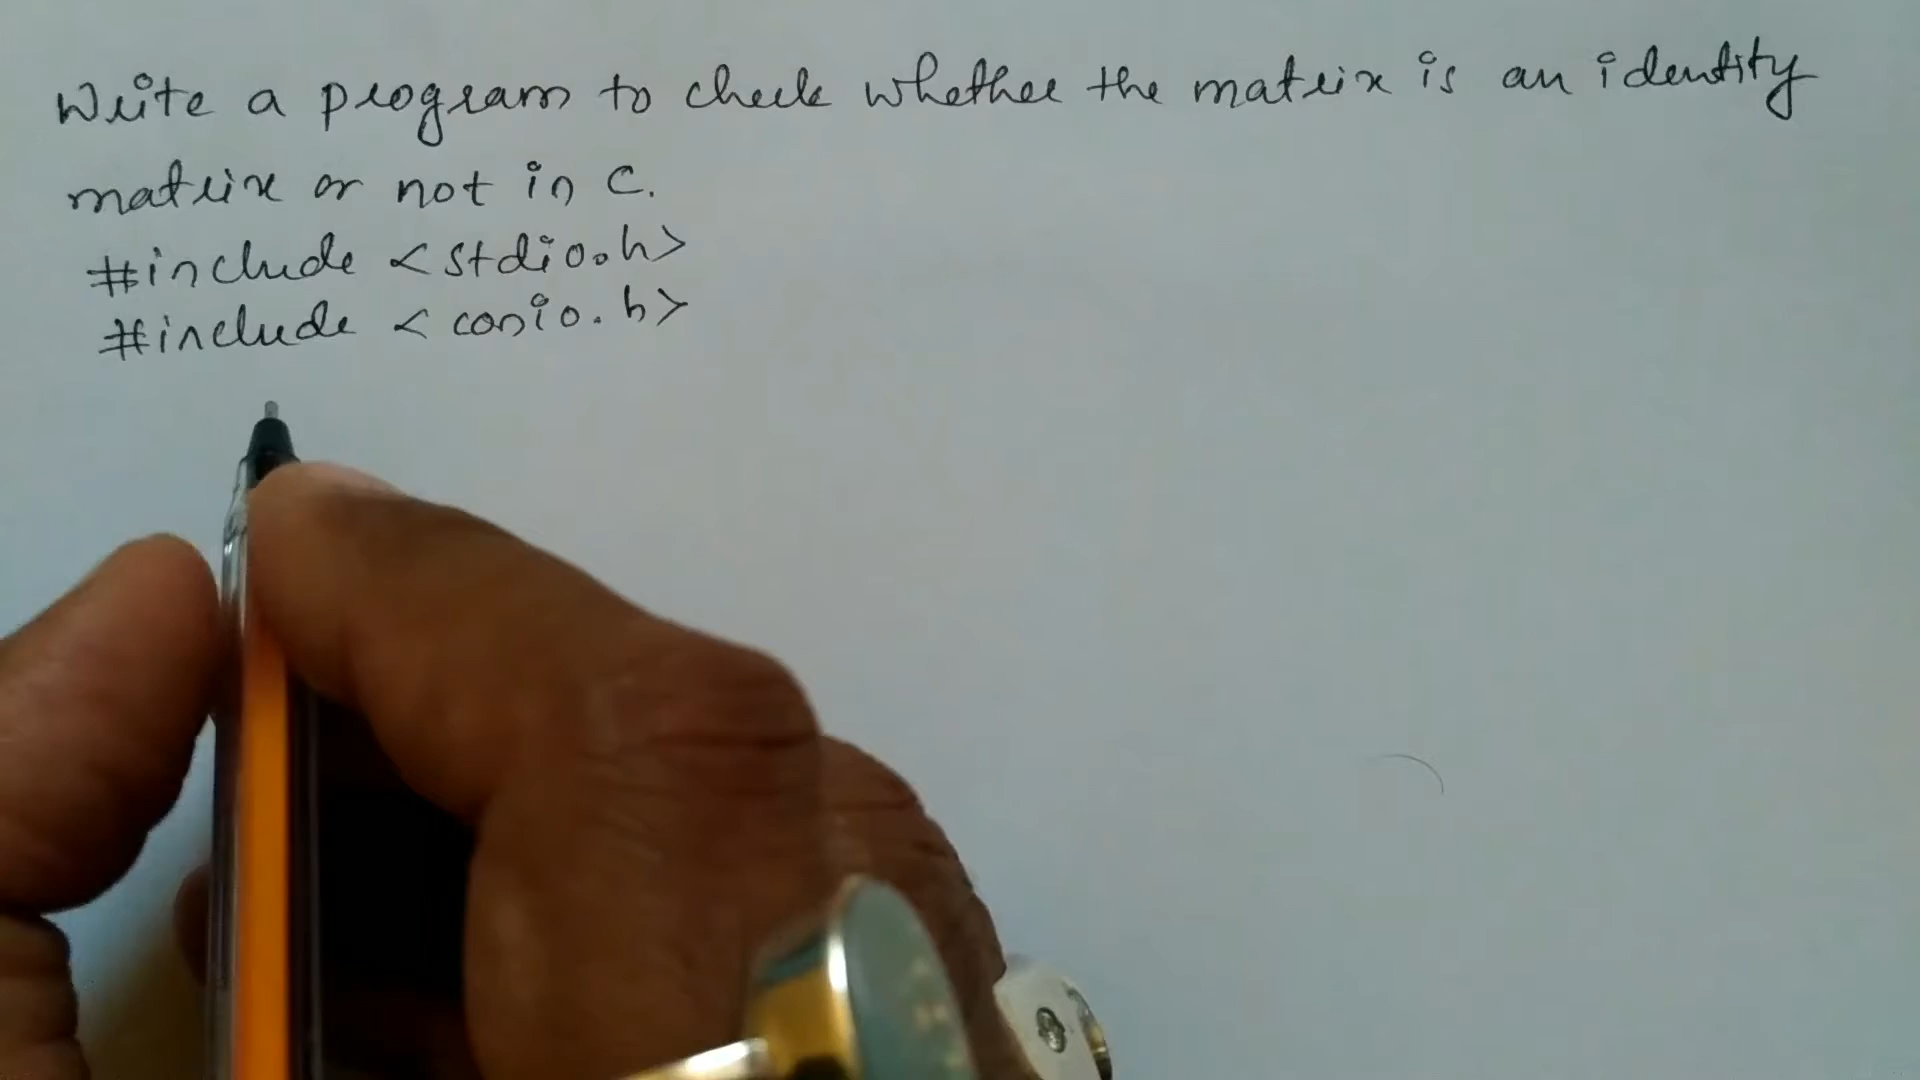 Write a program to check whether the matrix is an identity
matrix or not in C.
#include <stdio.h>
#include <conio.h>